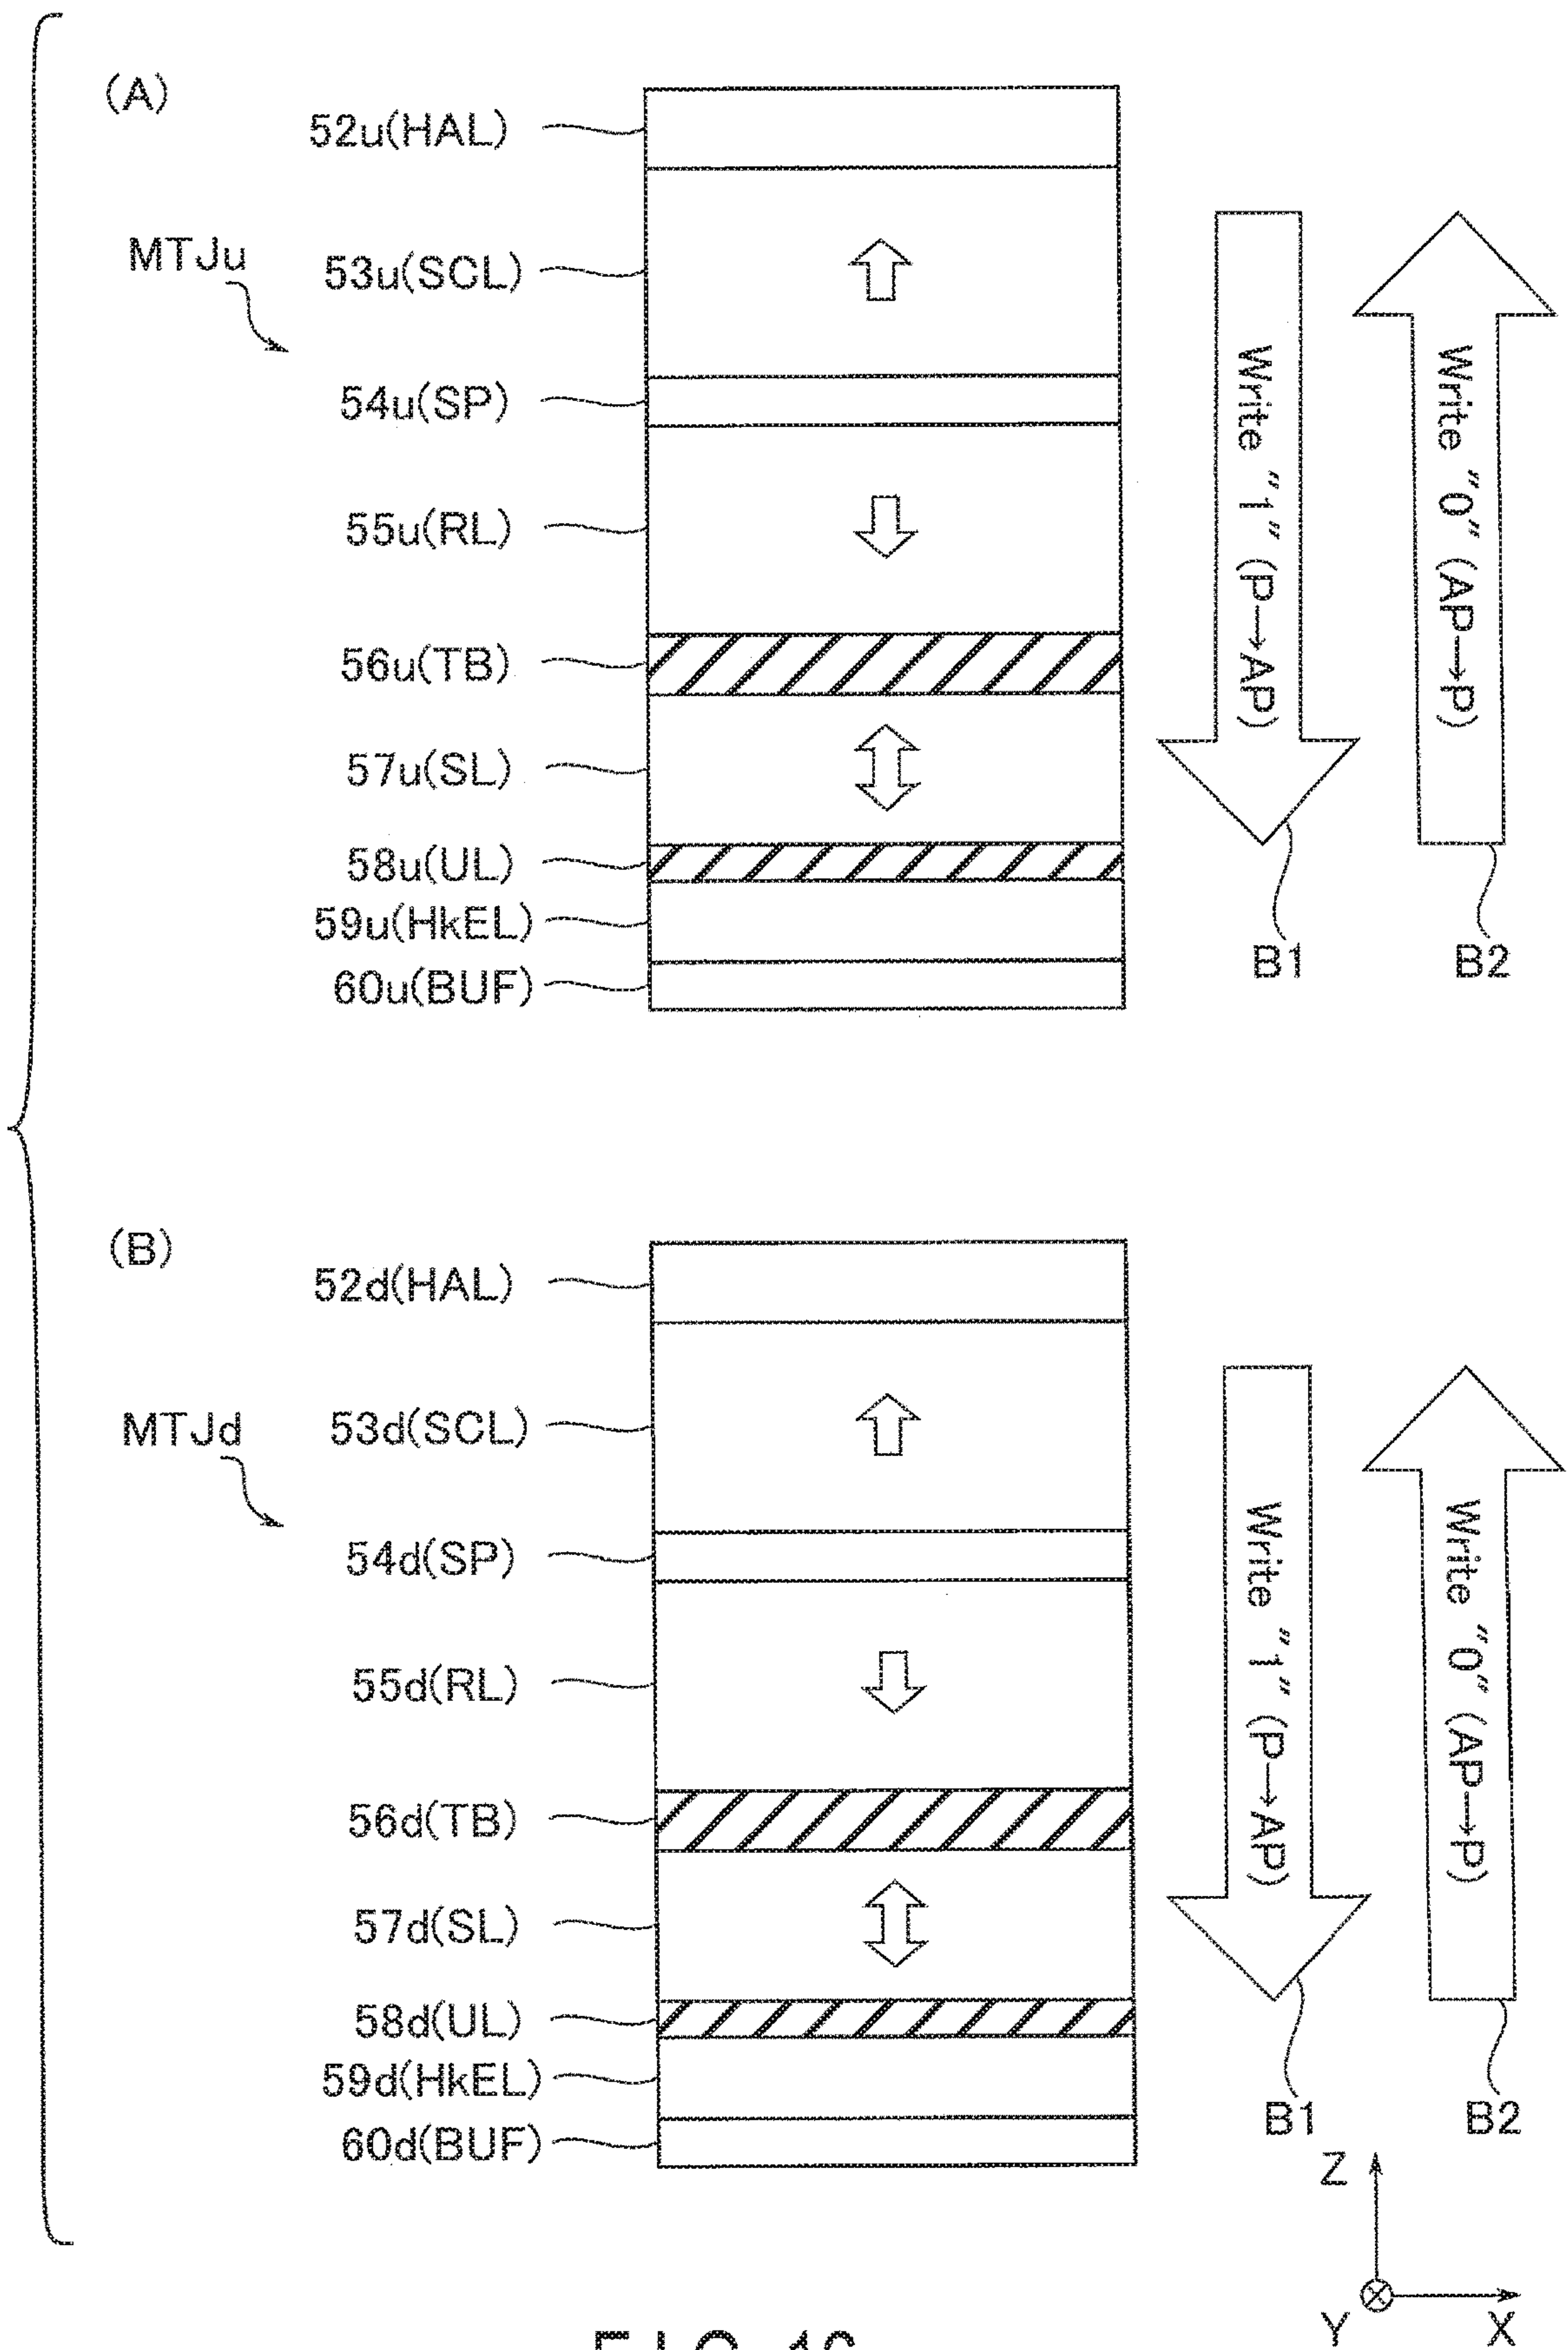 (A)
52u(HAL)
MTJu
53u(SCL)
54u(SP)
55u(RL)
56u(TB)
57u(SL)
58u(UL)
59u(HkEL)
60u(BUF)
Write “1” (P→AP)
Write “0” (AP→P)
B1
B2
(B)
52d(HAL)
MTJd
53d(SCL)
54d(SP)
55d(RL)
56d(TB)
57d(SL)
58d(UL)
59d(HkEL)
60d(BUF)
Write “1” (P→AP)
Write “0” (AP→P)
B1
B2
Z
Y
X